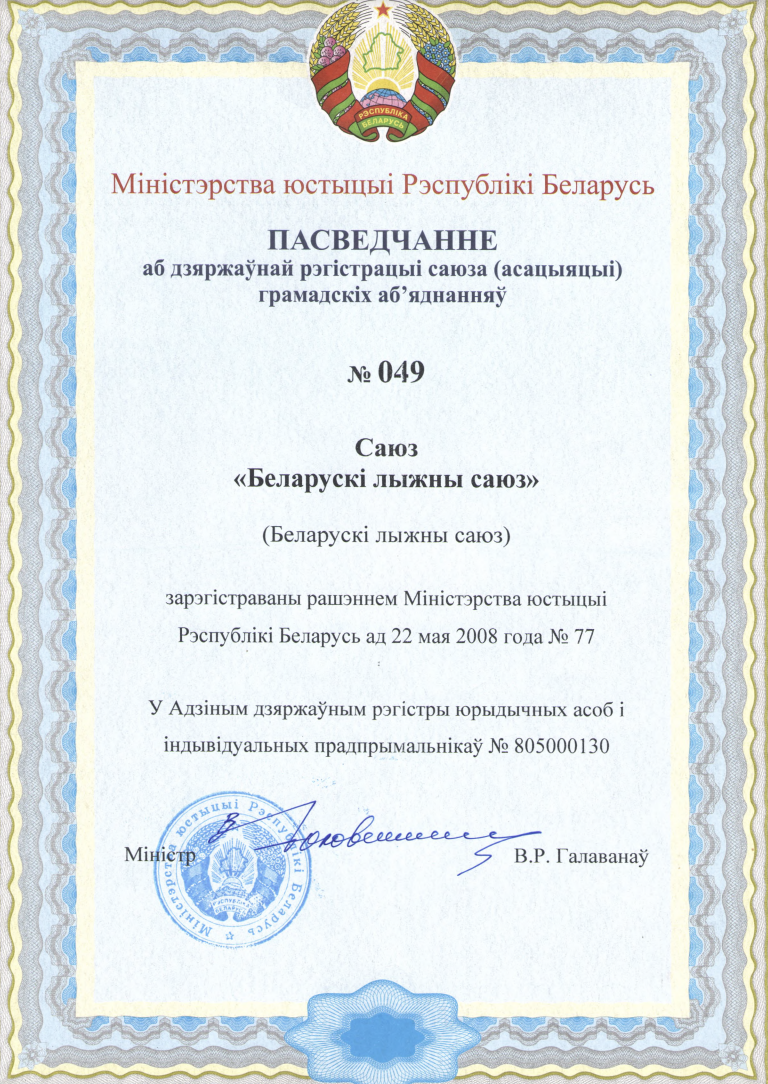 РЭСПУБЛІКА
БЕЛАРУСЬ
Міністэрства юстыцыі Рэспублікі Беларусь
ПАСВЕДЧАННЕ
аб дзяржаўнай рэгістрацыі саюза (асацыяцыі)
грамадскіх аб’яднанняў
№ 049
Саюз
«Беларускі лыжны саюз»
(Беларускі лыжны саюз)
зарэгістраваны рашэннем Міністэрства юстыцыі
Рэспублікі Беларусь ад 22 мая 2008 года № 77
У Адзіным дзяржаўным рэгістры юрыдычных асоб і
індывідуальных прадпрымальнікаў № 805000130
Міністр
В.Р. Галаванаў
Міністэрства юстыцыі Рэспублікі Беларусь
РЭСПУБЛІКА
БЕЛАРУСЬ